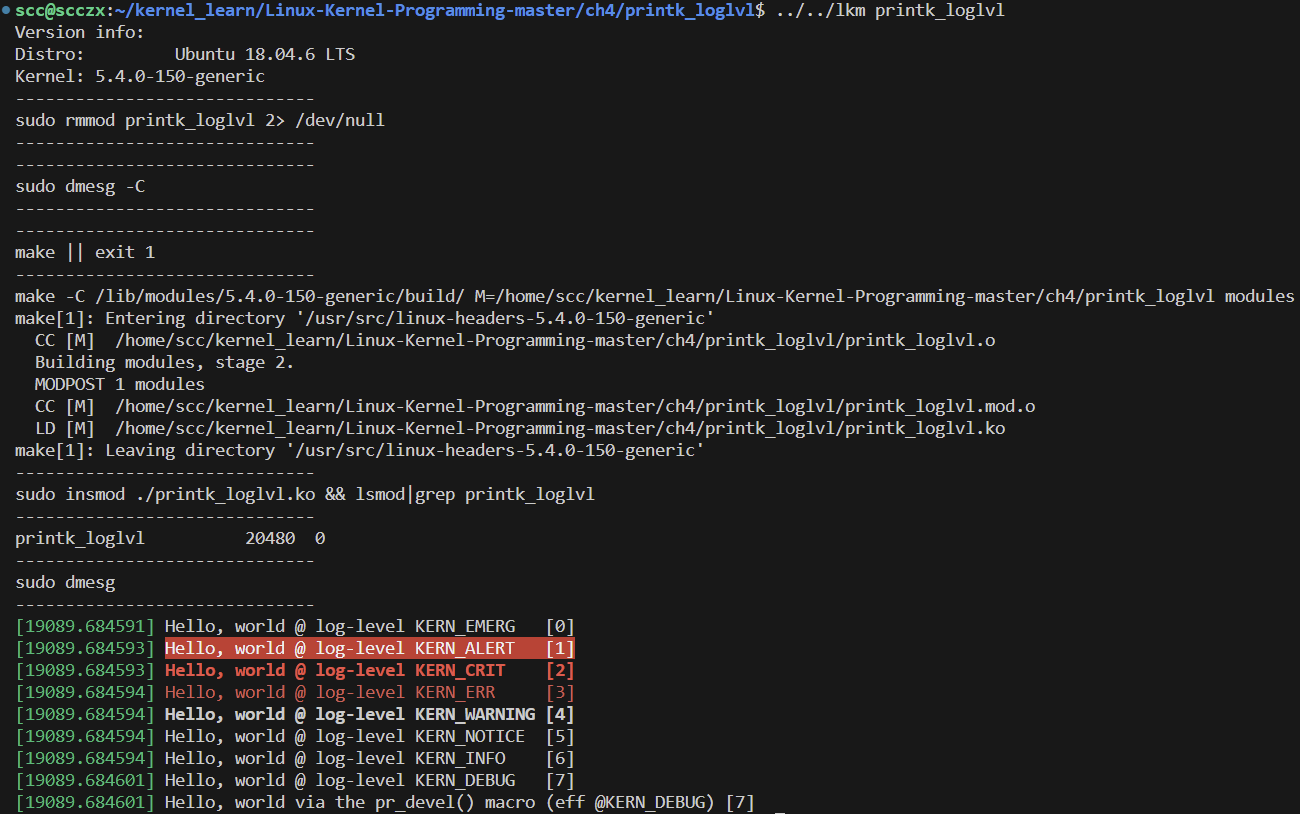 scc@scczx:~/kernel_learn/Linux-Kernel-Programming-master/ch4/printk_loglvl$ ../../lkm printk_loglvl
Version info:
Distro:         Ubuntu 18.04.6 LTS
Kernel: 5.4.0-150-generic
------------------------------
sudo rmmod printk_loglvl 2> /dev/null
------------------------------
------------------------------
sudo dmesg -C
------------------------------
------------------------------
make || exit 1
------------------------------
make -C /lib/modules/5.4.0-150-generic/build/ M=/home/scc/kernel_learn/Linux-Kernel-Programming-master/ch4/printk_loglvl modules
make[1]: Entering directory '/usr/src/linux-headers-5.4.0-150-generic'
  CC [M]  /home/scc/kernel_learn/Linux-Kernel-Programming-master/ch4/printk_loglvl/printk_loglvl.o
  Building modules, stage 2.
  MODPOST 1 modules
  CC [M]  /home/scc/kernel_learn/Linux-Kernel-Programming-master/ch4/printk_loglvl/printk_loglvl.mod.o
  LD [M]  /home/scc/kernel_learn/Linux-Kernel-Programming-master/ch4/printk_loglvl/printk_loglvl.ko
make[1]: Leaving directory '/usr/src/linux-headers-5.4.0-150-generic'
------------------------------
sudo insmod ./printk_loglvl.ko && lsmod|grep printk_loglvl
------------------------------
printk_loglvl          20480  0
------------------------------
sudo dmesg
------------------------------
[19089.684591] Hello, world @ log-level KERN_EMERG   [0]
[19089.684593] Hello, world @ log-level KERN_ALERT   [1]
[19089.684593] Hello, world @ log-level KERN_CRIT    [2]
[19089.684594] Hello, world @ log-level KERN_ERR     [3]
[19089.684594] Hello, world @ log-level KERN_WARNING [4]
[19089.684594] Hello, world @ log-level KERN_NOTICE  [5]
[19089.684594] Hello, world @ log-level KERN_INFO    [6]
[19089.684601] Hello, world @ log-level KERN_DEBUG   [7]
[19089.684601] Hello, world via the pr_devel() macro (eff @KERN_DEBUG) [7]